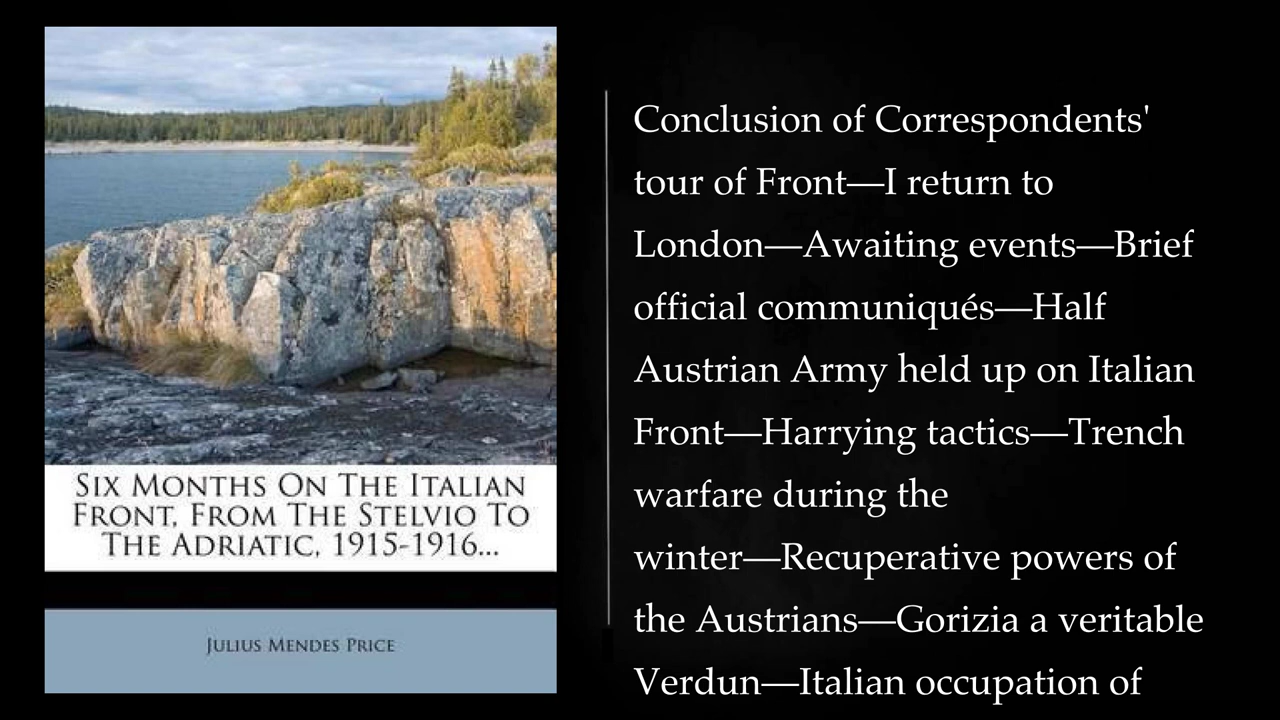 SIX MONTHS ON THE ITALIAN
FRONT, FROM THE STELVIO TO
THE ADRIATIC, 1915-1916...
JULIUS MENDES PRICE
Conclusion of Correspondents'
tour of Front—I return to
London—Awaiting events—Brief
official communiqués—Half
Austrian Army held up on Italian
Front—Harrying tactics—Trench
warfare during the
winter—Recuperative powers of
the Austrians—Gorizia a veritable
Verdun—Italian occupation of